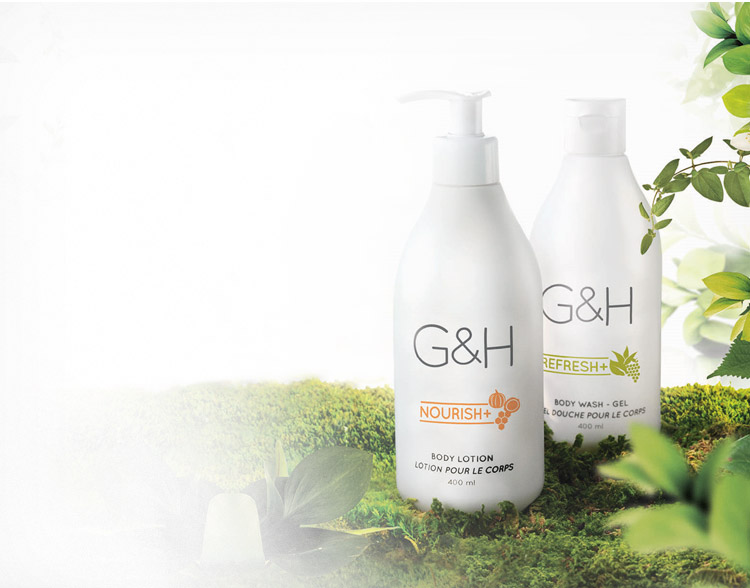 G&H
NOURISH+
BODY LOTION
LOTION POUR LE CORPS
400 ml
G&H
REFRESH+
BODY WASH - GEL
DOUCHE POUR LE CORPS
400 ml